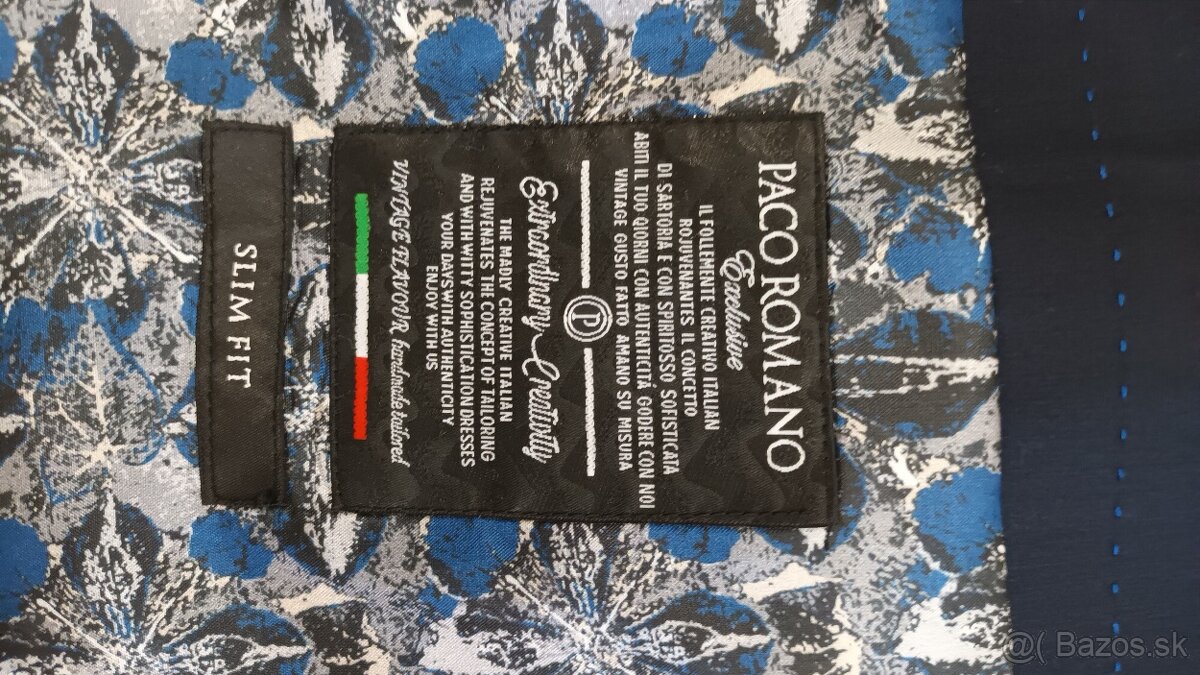 PACO ROMANO
Exclusive
IL FOLLEMENTE CREATIVO ITALIAN
ROJUVENANTES IL CONCETTO
DI SARTORIA E CON SPIRITOSO SOFISTICATA
ABITI IL TUO QIORNI CON AUTENTICITÁ GODERE CON NOI
VINTAGE GUSTO FATTO AMANO SU MISURA
P
Extraordinary Creativity
THE MADLY CREATIVE ITALIAN
REJUVENATES THE CONCEPT OF TAILORING
AND WITH WITTY SOPHISTICATION DRESSES
YOUR DAYS WITH AUTHENTICITY
ENJOY WITH US
VINTAGE FLAVOUR handmade tailored
SLIM FIT
@( Bazos.sk